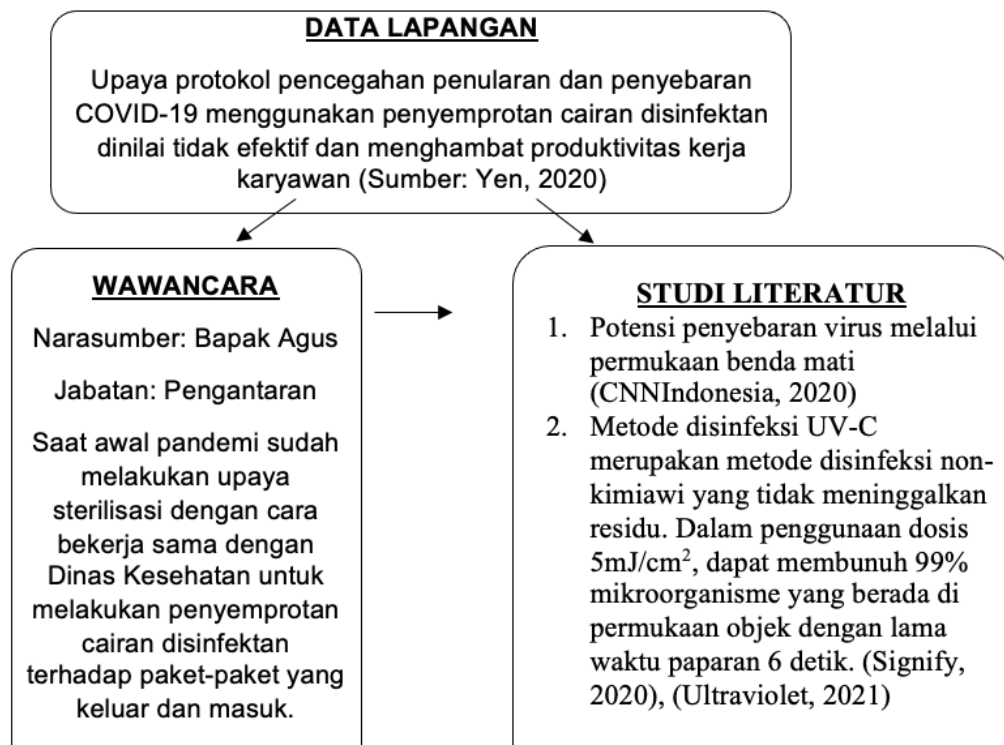 DATA LAPANGAN
Upaya protokol pencegahan penularan dan penyebaran
COVID-19 menggunakan penyemprotan cairan disinfektan
dinilai tidak efektif dan menghambat produktivitas kerja
karyawan (Sumber: Yen, 2020)
WAWANCARA
Narasumber: Bapak Agus
Jabatan: Pengantaran
Saat awal pandemi sudah
melakukan upaya
sterilisasi dengan cara
bekerja sama dengan
Dinas Kesehatan untuk
melakukan penyemprotan
cairan disinfektan
terhadap paket-paket yang
keluar dan masuk.
STUDI LITERATUR
1. Potensi penyebaran virus melalui
permukaan benda mati
(CNNIndonesia, 2020)
2. Metode disinfeksi UV-C
merupakan metode disinfeksi non-
kimiawi yang tidak meninggalkan
residu. Dalam penggunaan dosis
5mJ/cm², dapat membunuh 99%
mikroorganisme yang berada di
permukaan objek dengan lama
waktu paparan 6 detik. (Signify,
2020), (Ultraviolet, 2021)